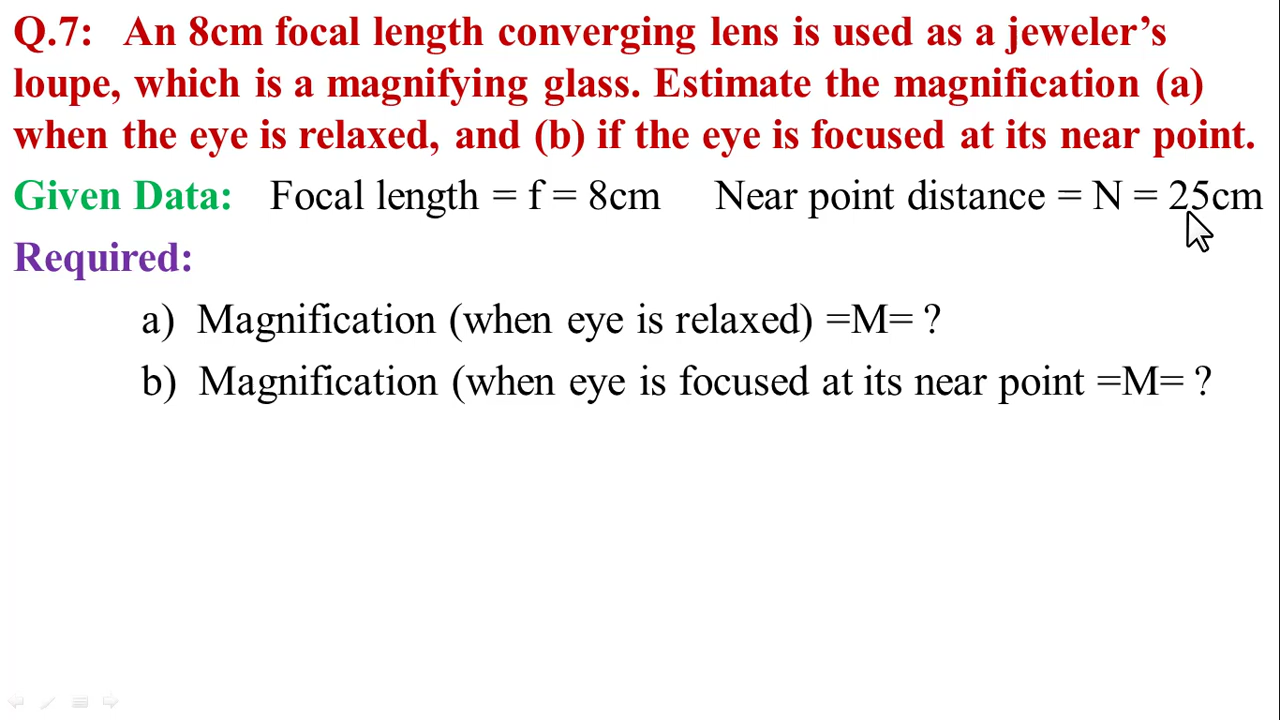 Q.7: An 8cm focal length converging lens is used as a jeweler’s
loupe, which is a magnifying glass. Estimate the magnification (a)
when the eye is relaxed, and (b) if the eye is focused at its near point.
Given Data: Focal length = f = 8cm Near point distance = N = 25cm
Required:
a) Magnification (when eye is relaxed) =M= ?
b) Magnification (when eye is focused at its near point =M= ?